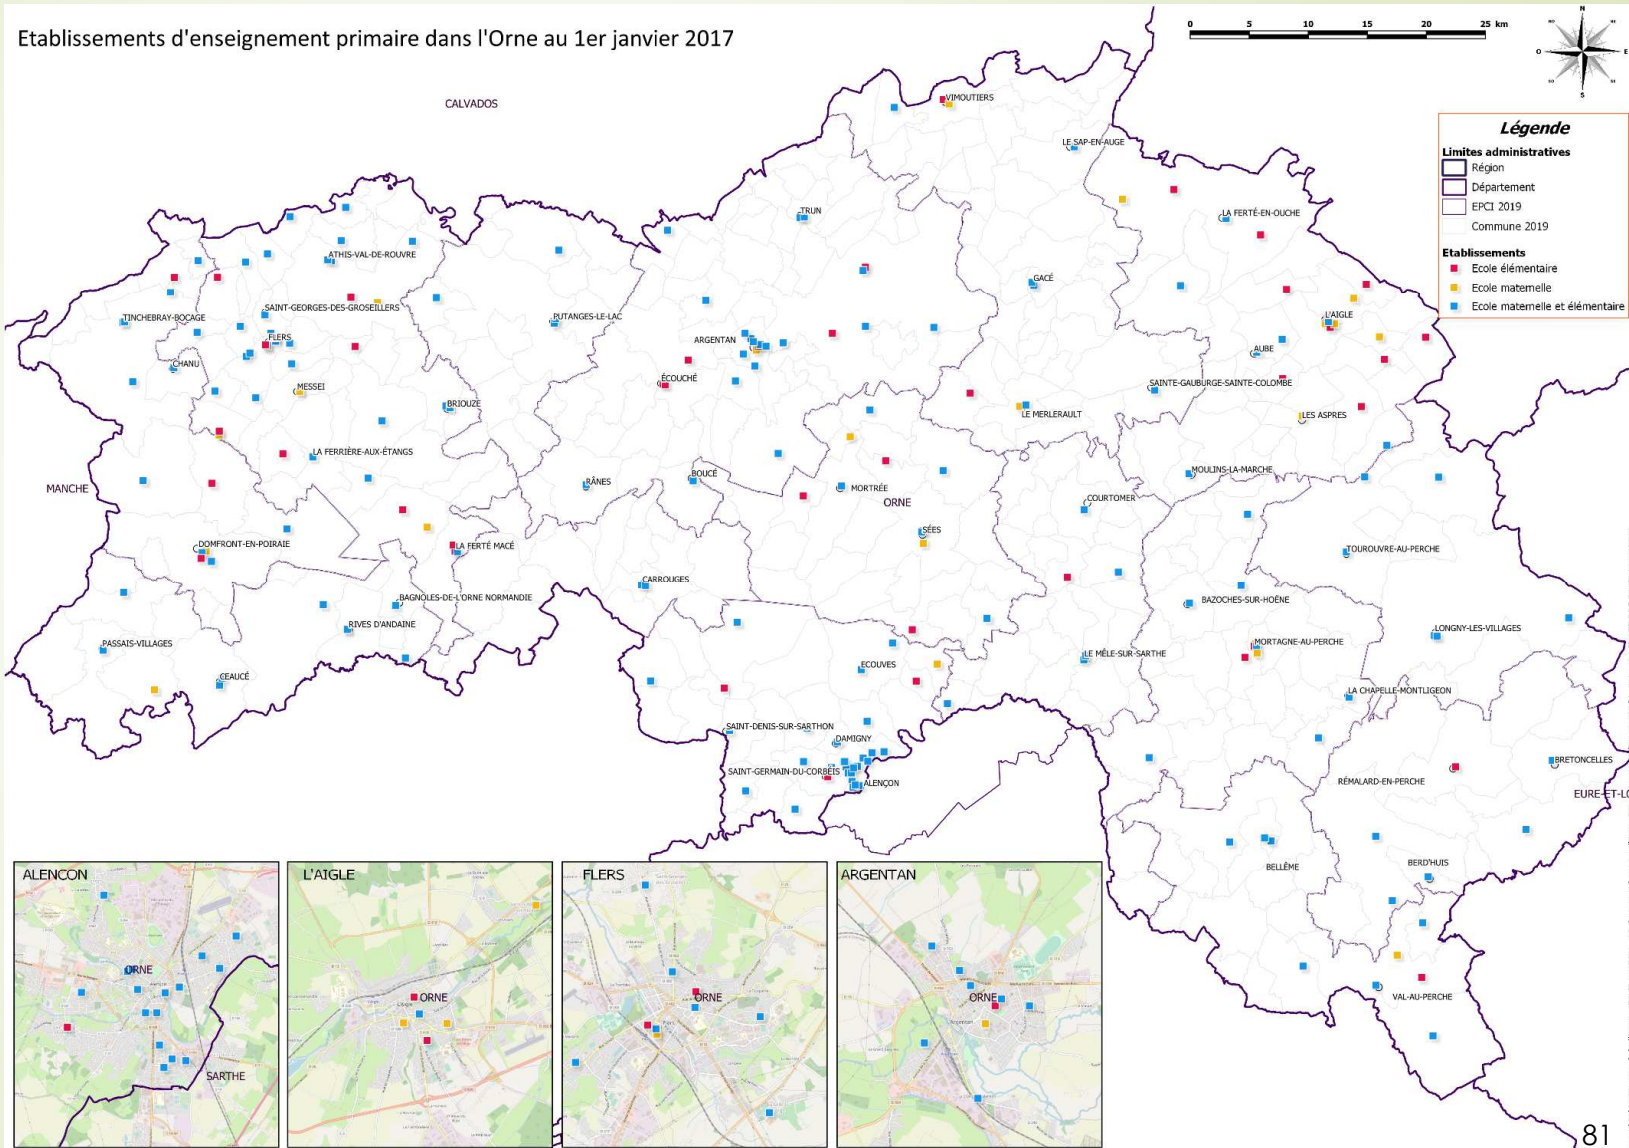 Etablissements d'enseignement primaire dans l'Orne au 1er janvier 2017
0 5 10 15 20 25 km
N
O
E
S
Légende
Limites administratives
Région
Département
EPCI 2019
Commune 2019
Etablissements
Ecole élémentaire
Ecole maternelle
Ecole maternelle et élémentaire
CALVADOS
VIMOUTIERS
LE SAP-EN-AUGE
TRUN
LA FERTÉ-EN-OUCHE
ATHIS-VAL-DE-ROUVRE
GACÉ
SAINT-GEORGES-DES-GROSEILLERS
TINCHEBRAY-BOCAGE
PUTANGES-LE-LAC
L'AIGLE
FLERS
ARGENTAN
AUBE
CHANU
ÉCOUCHÉ
MESSEI
SAINTE-GAUBURGE-SAINTE-COLOMBE
BRIOUZE
LE MERLERAULT
LES ASPRES
LA FERRIÈRE-AUX-ÉTANGS
MOULINS-LA-MARCHE
BOUCÉ
RÂNES
MANCHE
MORTRÉE
ORNE
COURTOMER
SÉES
DOMFRONT-EN-POIRAIE
LA FERTÉ MACÉ
TOUROUVRE-AU-PERCHE
CARROUGES
BAGNOLES-DE-L'ORNE NORMANDIE
BAZOCHES-SUR-HOËNE
RIVES D'ANDAINE
LONGNY-LES-VILLAGES
PASSAIS-VILLAGES
MORTAGNE-AU-PERCHE
LE MÊLE-SUR-SARTHE
ECOUVES
CEAUCÉ
LA CHAPELLE-MONTLIGEON
SAINT-DENIS-SUR-SARTHON
DAMIGNY
SAINT-GERMAIN-DU-CORBÉIS
ALENÇON
BRETONCELLES
RÉMALARD-EN-PERCHE
EURE-ET-LO
BERD'HUIS
BELLÊME
VAL-AU-PERCHE
ALENCON
ORNE
SARTHE
L'AIGLE
ORNE
FLERS
ORNE
ARGENTAN
ORNE
81